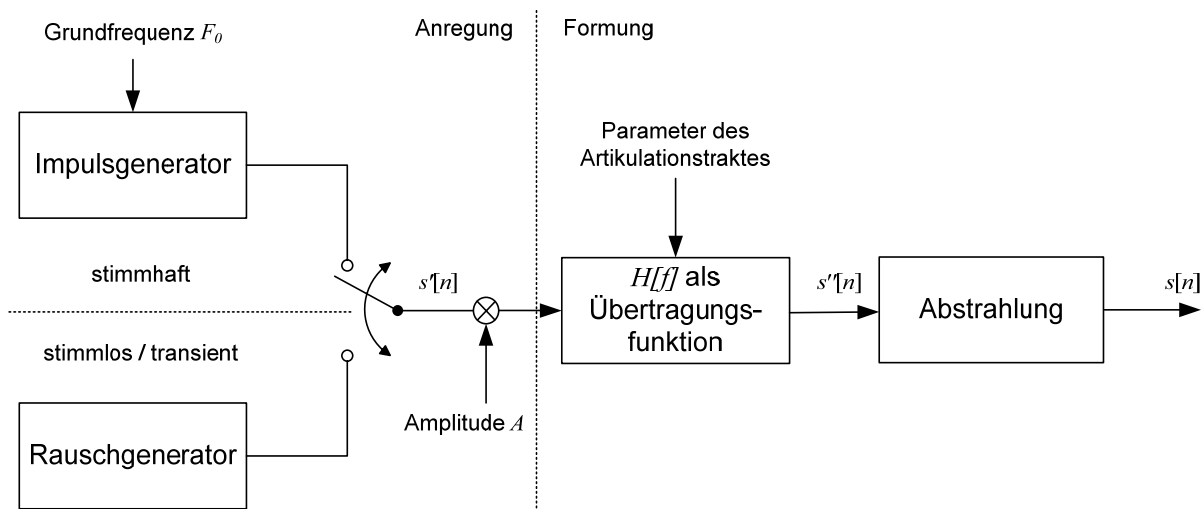 Grundfrequenz F₀
Anregung
Formung
Impulsgenerator
Parameter des
Artikulationstraktes
stimmhaft
s'[n]
H[f] als
Übertragungs-
funktion
s''[n]
Abstrahlung
s[n]
stimmlos / transient
Amplitude A
Rauschgenerator